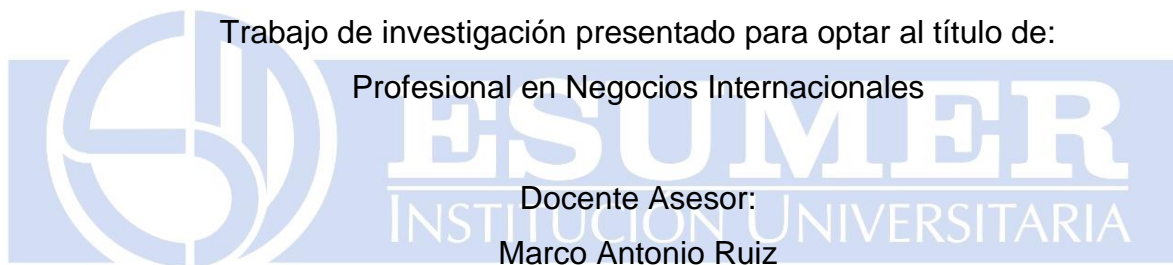 Trabajo de investigación presentado para optar al título de:
Profesional en Negocios Internacionales
ESUMER
Docente Asesor:
INSTITUCIÓN UNIVERSITARIA
Marco Antonio Ruiz